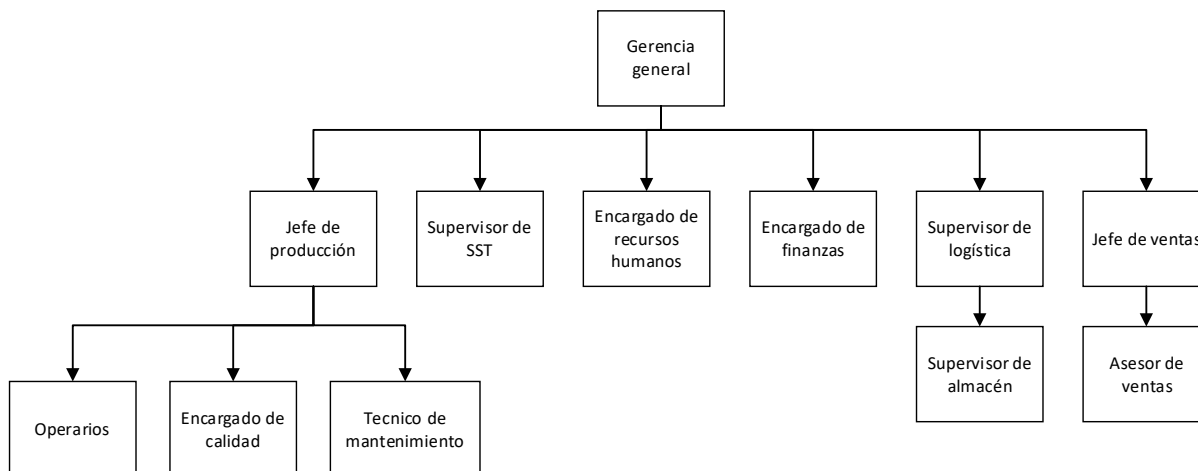 Gerencia
general
Jefe de
producción
Supervisor de
SST
Encargado de
recursos
humanos
Encargado de
finanzas
Supervisor de
logística
Jefe de ventas
Operarios
Encargado de
calidad
Tecnico de
mantenimiento
Supervisor de
almacén
Asesor de
ventas